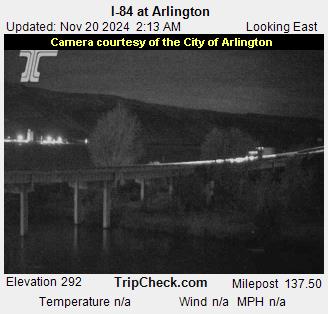 I-84 at Arlington
Updated: Nov 20 2024 2:13 AM Looking East
Camera courtesy of the City of Arlington
Elevation 292 TripCheck.com Milepost 137.50
Temperature n/a Wind n/a MPH n/a